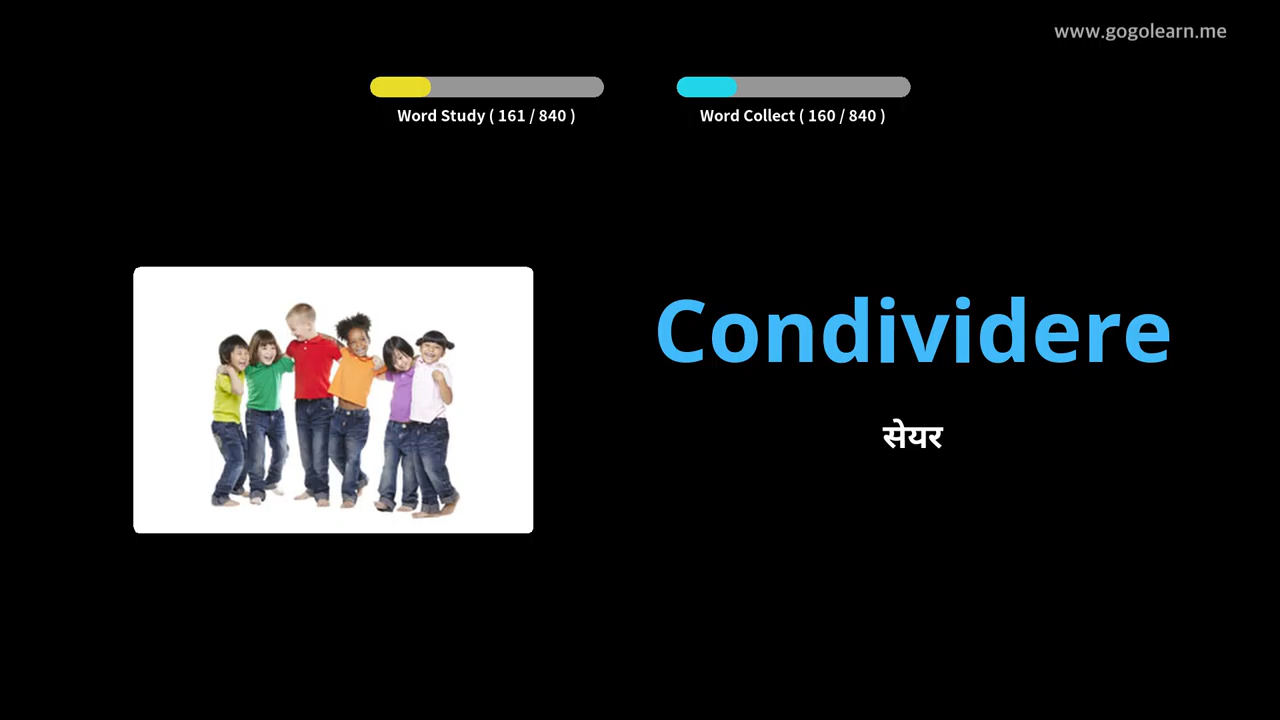 www.gogolearn.me
Word Study ( 161 / 840 )
Word Collect ( 160 / 840 )
Condividere
सेयर